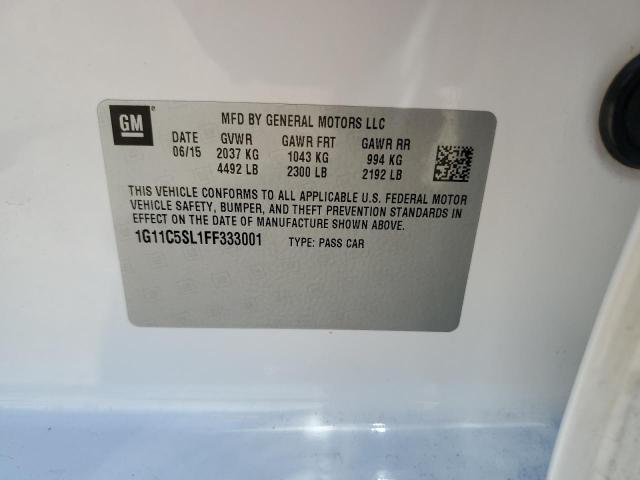 GM
MFD BY GENERAL MOTORS LLC
DATE GVWR GAWR FRT GAWR RR
06/15 2037 KG 1043 KG 994 KG
4492 LB 2300 LB 2192 LB
THIS VEHICLE CONFORMS TO ALL APPLICABLE U.S. FEDERAL MOTOR
VEHICLE SAFETY, BUMPER, AND THEFT PREVENTION STANDARDS IN
EFFECT ON THE DATE OF MANUFACTURE SHOWN ABOVE.
1G11C5SL1FF333001 TYPE: PASS CAR